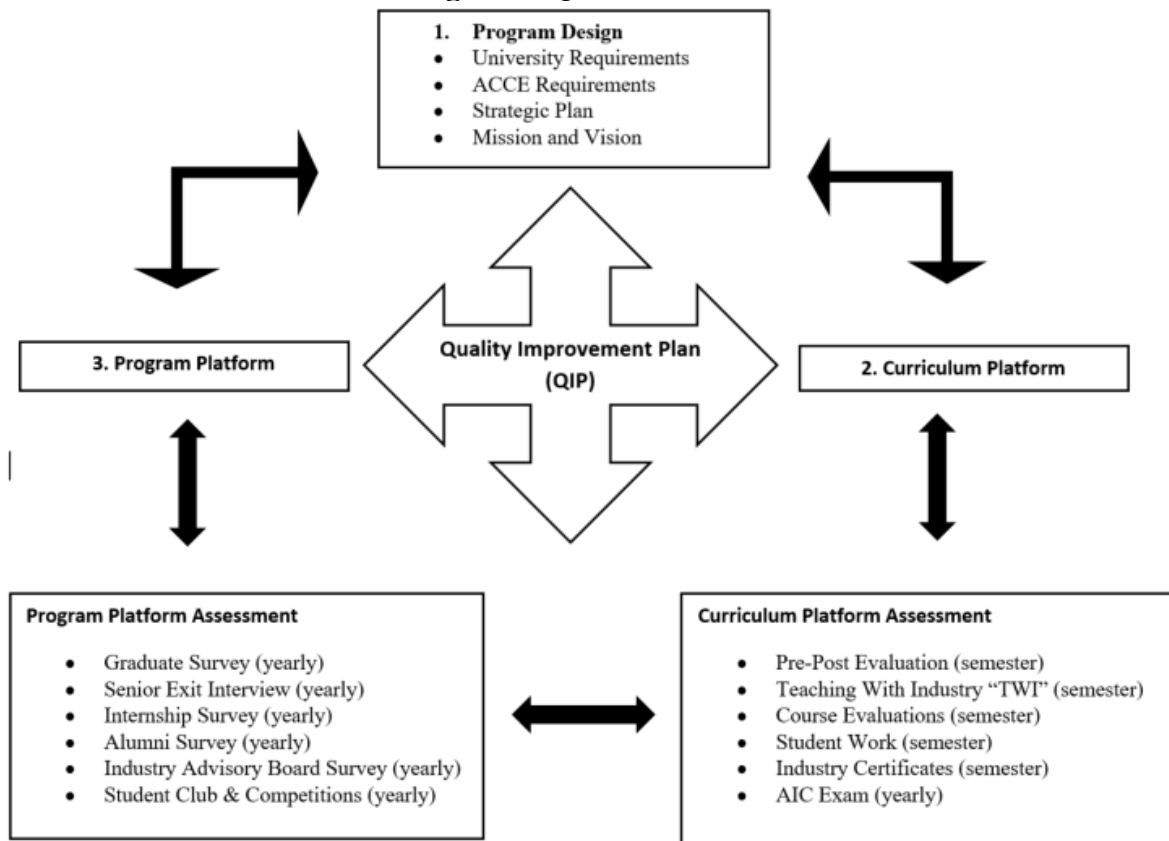 1. Program Design
• University Requirements
• ACCE Requirements
• Strategic Plan
• Mission and Vision
Quality Improvement Plan
(QIP)
3. Program Platform
2. Curriculum Platform
Program Platform Assessment
• Graduate Survey (yearly)
• Senior Exit Interview (yearly)
• Internship Survey (yearly)
• Alumni Survey (yearly)
• Industry Advisory Board Survey (yearly)
• Student Club & Competitions (yearly)
Curriculum Platform Assessment
• Pre-Post Evaluation (semester)
• Teaching With Industry “TWI” (semester)
• Course Evaluations (semester)
• Student Work (semester)
• Industry Certificates (semester)
• AIC Exam (yearly)